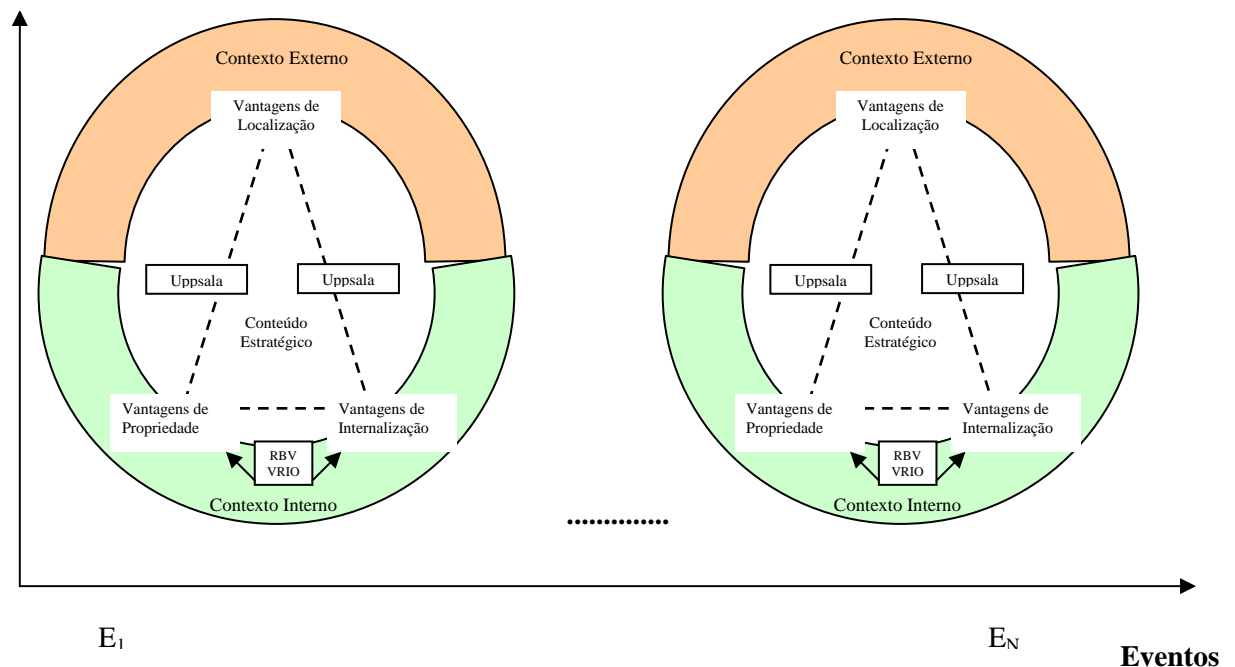 Contexto Externo
Vantagens de
Localização
Uppsala
Uppsala
Conteúdo
Estratégico
Vantagens de
Propriedade
Vantagens de
Internalização
RBV
VRIO
Contexto Interno
Contexto Externo
Vantagens de
Localização
Uppsala
Uppsala
Conteúdo
Estratégico
Vantagens de
Propriedade
Vantagens de
Internalização
RBV
VRIO
Contexto Interno
..............
E1
EN
Eventos